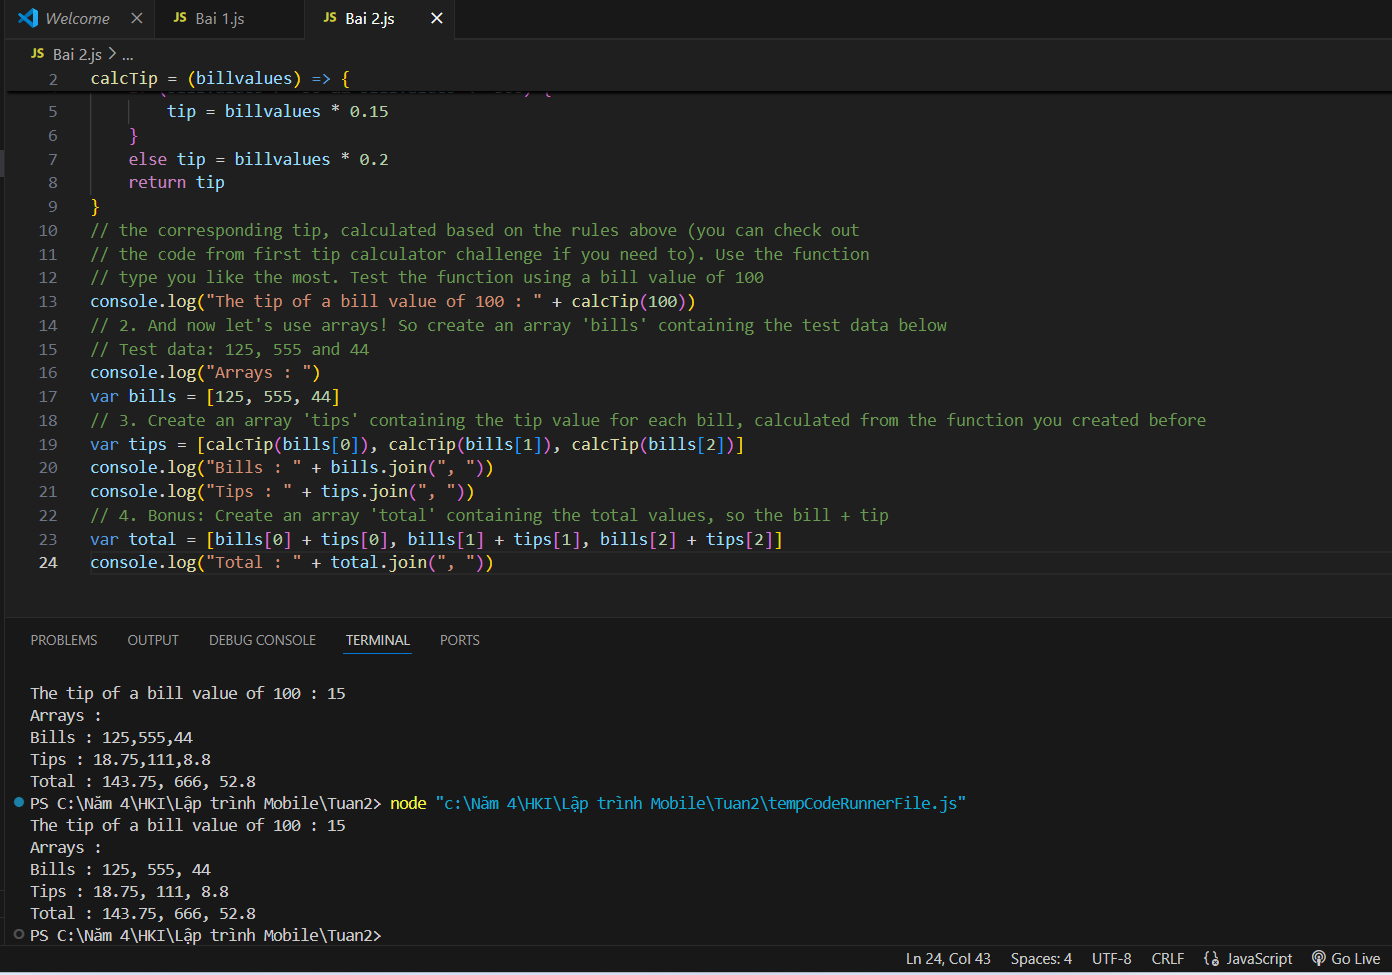 Welcome
JS Bai 1.js
JS Bai 2.js
JS Bai 2.js > ...
2 calcTip = (billvalues) => {
5 tip = billvalues * 0.15
6 }
7 else tip = billvalues * 0.2
8 return tip
9 }
10 // the corresponding tip, calculated based on the rules above (you can check out
11 // the code from first tip calculator challenge if you need to). Use the function
12 // type you like the most. Test the function using a bill value of 100
13 console.log("The tip of a bill value of 100 : " + calcTip(100))
14 // 2. And now let's use arrays! So create an array 'bills' containing the test data below
15 // Test data: 125, 555 and 44
16 console.log("Arrays : ")
17 var bills = [125, 555, 44]
18 // 3. Create an array 'tips' containing the tip value for each bill, calculated from the function you created before
19 var tips = [calcTip(bills[0]), calcTip(bills[1]), calcTip(bills[2])]
20 console.log("Bills : " + bills.join(", "))
21 console.log("Tips : " + tips.join(", "))
22 // 4. Bonus: Create an array 'total' containing the total values, so the bill + tip
23 var total = [bills[0] + tips[0], bills[1] + tips[1], bills[2] + tips[2]]
24 console.log("Total : " + total.join(", "))
PROBLEMS OUTPUT DEBUG CONSOLE TERMINAL PORTS
The tip of a bill value of 100 : 15
Arrays :
Bills : 125,555,44
Tips : 18.75,111,8.8
Total : 143.75, 666, 52.8
PS C:\Năm 4\HKI\Lập trình Mobile\Tuan2> node "c:\Năm 4\HKI\Lập trình Mobile\Tuan2\tempCodeRunnerFile.js"
The tip of a bill value of 100 : 15
Arrays :
Bills : 125, 555, 44
Tips : 18.75, 111, 8.8
Total : 143.75, 666, 52.8
PS C:\Năm 4\HKI\Lập trình Mobile\Tuan2>
Ln 24, Col 43 Spaces: 4 UTF-8 CRLF JavaScript Go Live